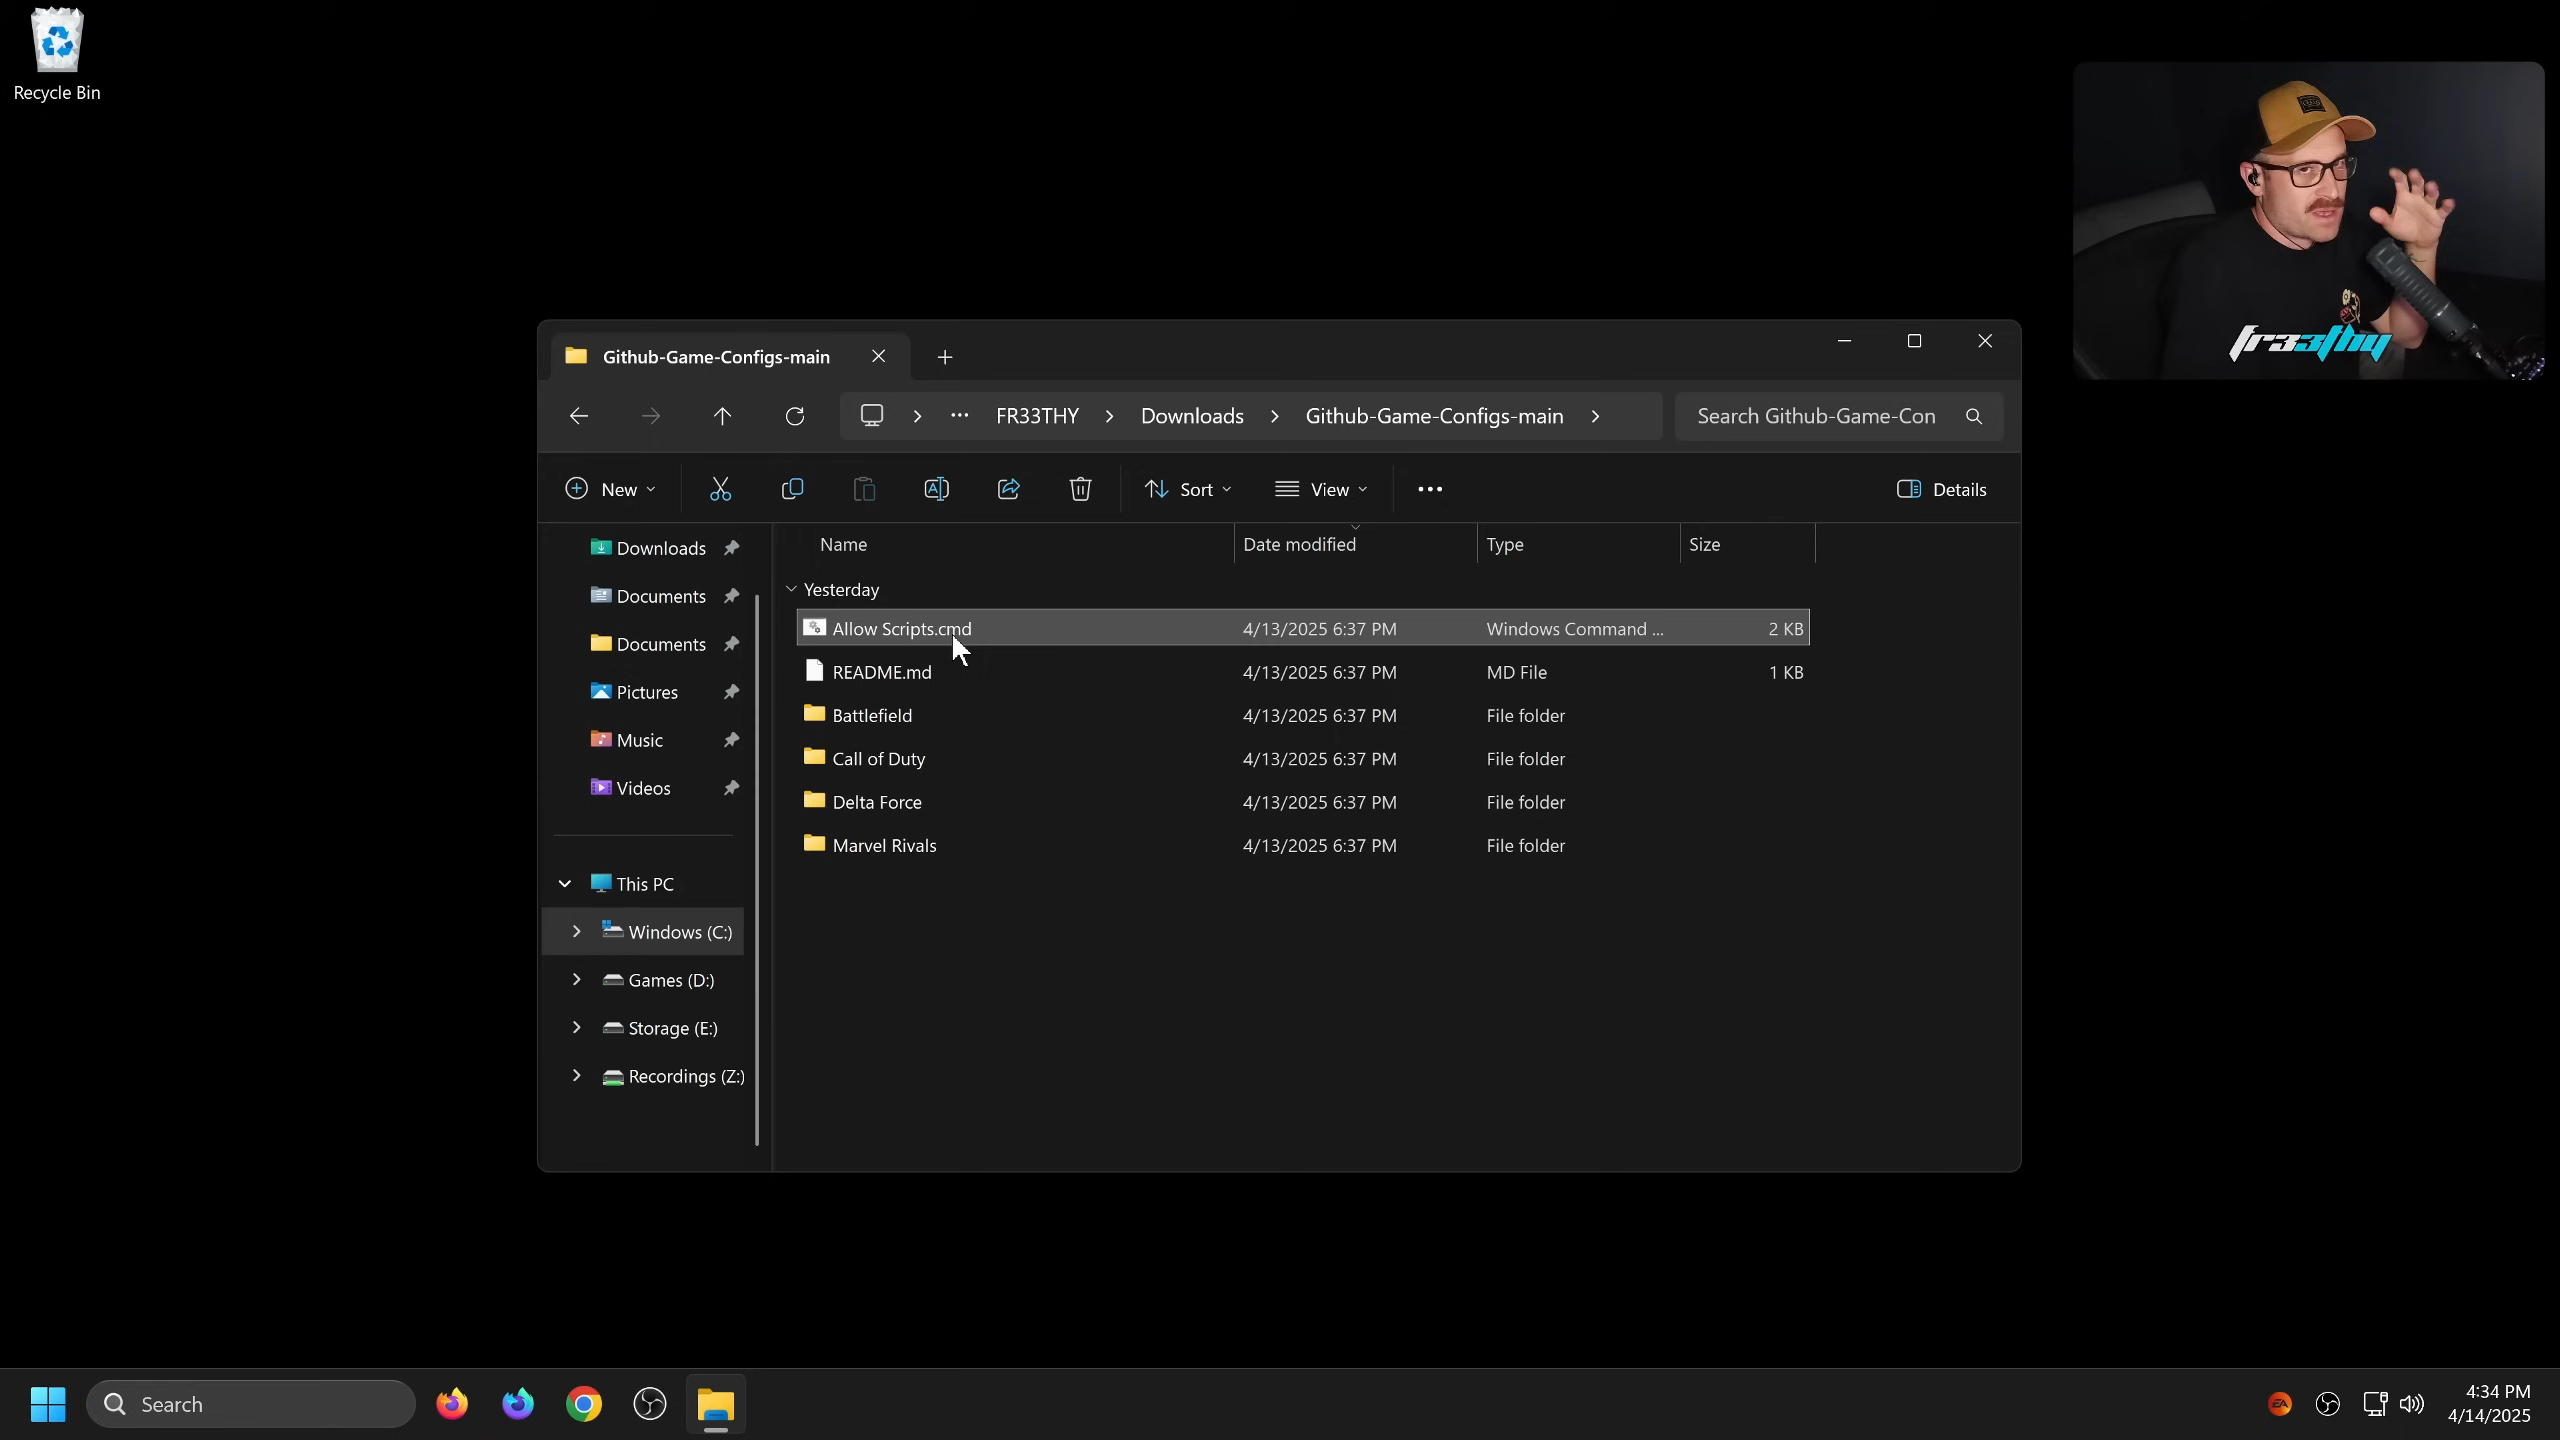 Recycle Bin
fr33thy
Github-Game-Configs-main
FR33THY
Downloads
Github-Game-Configs-main
Search Github-Game-Con
New
Sort
View
Details
Downloads
Documents
Documents
Pictures
Music
Videos
This PC
Windows (C:)
Games (D:)
Storage (E:)
Recordings (Z:)
Name Date modified Type Size
Yesterday
Allow Scripts.cmd 4/13/2025 6:37 PM Windows Command ... 2 KB
README.md 4/13/2025 6:37 PM MD File 1 KB
Battlefield 4/13/2025 6:37 PM File folder
Call of Duty 4/13/2025 6:37 PM File folder
Delta Force 4/13/2025 6:37 PM File folder
Marvel Rivals 4/13/2025 6:37 PM File folder
Search
EA
4:34 PM
4/14/2025